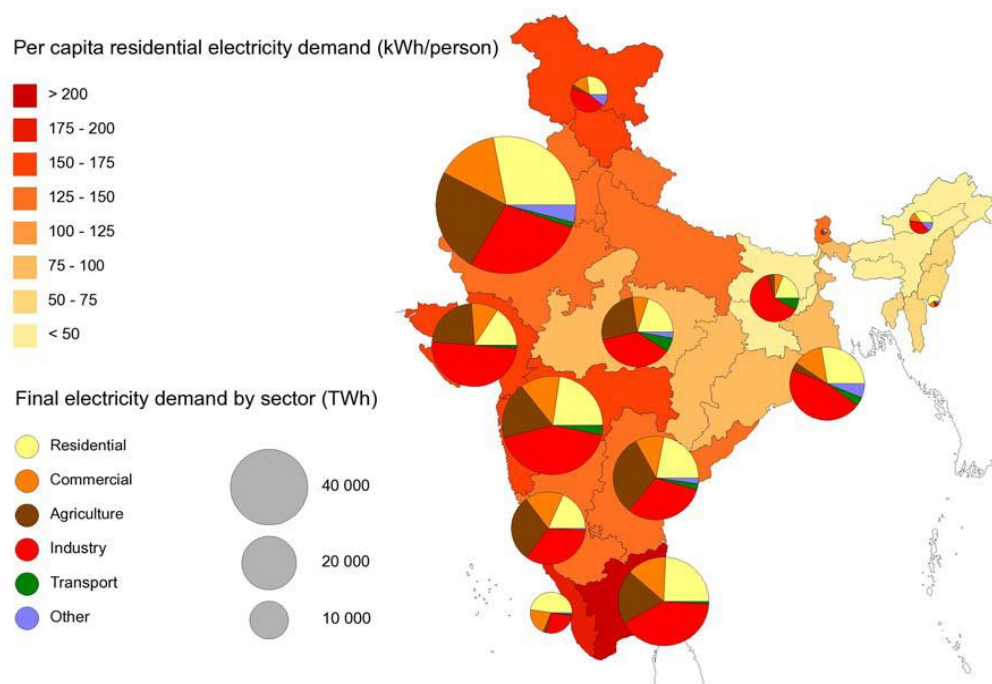 Per capita residential electricity demand (kWh/person)
> 200
175 - 200
150 - 175
125 - 150
100 - 125
75 - 100
50 - 75
< 50
Final electricity demand by sector (TWh)
Residential
Commercial
Agriculture
Industry
Transport
Other
40 000
20 000
10 000